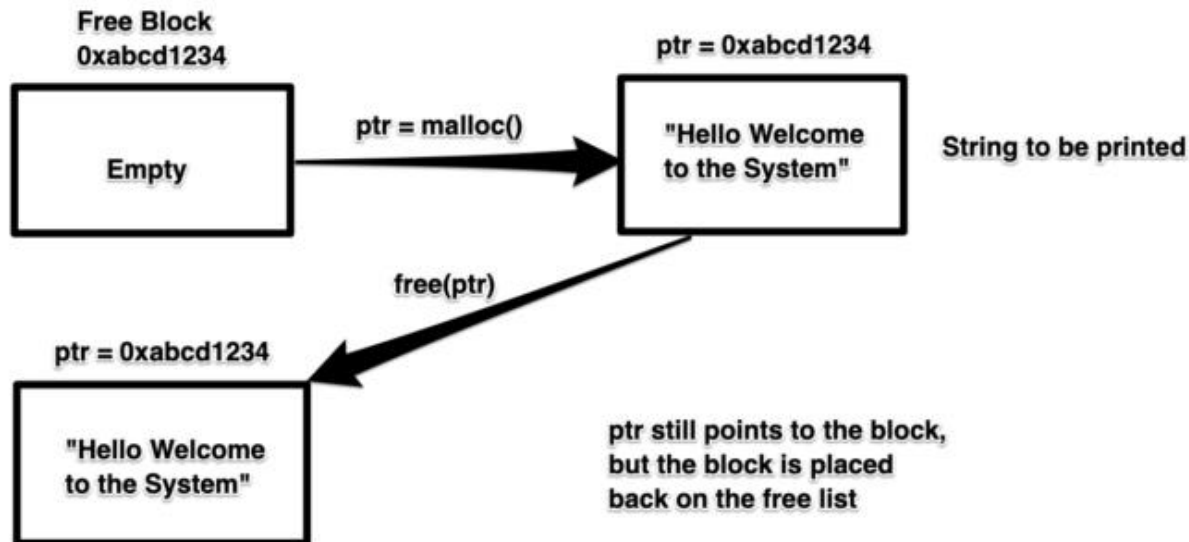 Free Block
0xabcd1234
Empty
ptr = malloc()
ptr = 0xabcd1234
"Hello Welcome
to the System"
String to be printed
free(ptr)
ptr = 0xabcd1234
"Hello Welcome
to the System"
ptr still points to the block,
but the block is placed
back on the free list